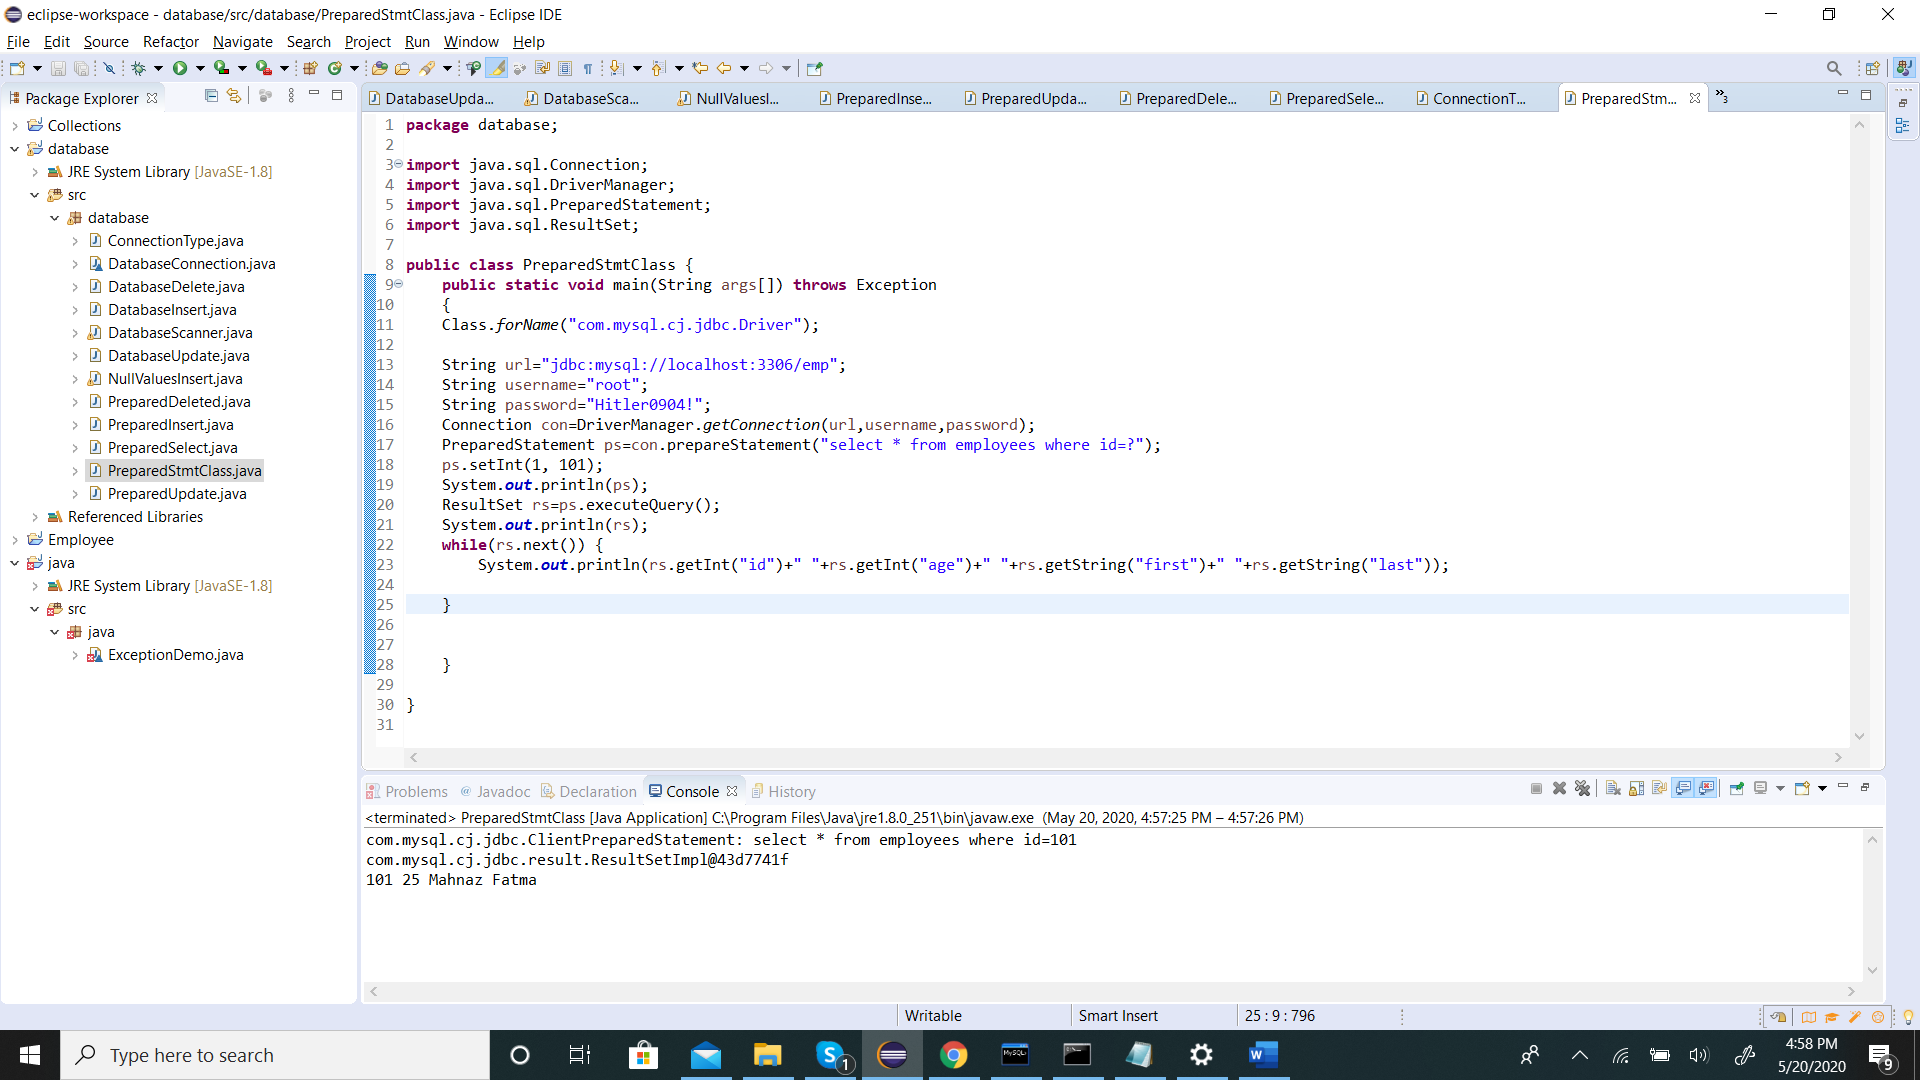 eclipse-workspace - database/src/database/PreparedStmtClass.java - Eclipse IDE
File Edit Source Refactor Navigate Search Project Run Window Help
Package Explorer
Collections
database
JRE System Library [JavaSE-1.8]
src
database
ConnectionType.java
DatabaseConnection.java
DatabaseDelete.java
DatabaseInsert.java
DatabaseScanner.java
DatabaseUpdate.java
NullValuesInsert.java
PreparedDeleted.java
PreparedInsert.java
PreparedSelect.java
PreparedStmtClass.java
PreparedUpdate.java
Referenced Libraries
Employee
java
JRE System Library [JavaSE-1.8]
src
java
ExceptionDemo.java
DatabaseUpda... DatabaseSca... NullValuesI... PreparedInse... PreparedUpda... PreparedDele... PreparedSele... ConnectionT... PreparedStm... »3
1 package database;
2
3 import java.sql.Connection;
4 import java.sql.DriverManager;
5 import java.sql.PreparedStatement;
6 import java.sql.ResultSet;
7
8 public class PreparedStmtClass {
9 public static void main(String args[]) throws Exception
10 {
11 Class.forName("com.mysql.cj.jdbc.Driver");
12
13 String url="jdbc:mysql://localhost:3306/emp";
14 String username="root";
15 String password="Hitler0904!";
16 Connection con=DriverManager.getConnection(url,username,password);
17 PreparedStatement ps=con.prepareStatement("select * from employees where id=?");
18 ps.setInt(1, 101);
19 System.out.println(ps);
20 ResultSet rs=ps.executeQuery();
21 System.out.println(rs);
22 while(rs.next()) {
23 System.out.println(rs.getInt("id")+" "+rs.getInt("age")+" "+rs.getString("first")+" "+rs.getString("last"));
24
25 }
26
27
28 }
29
30 }
31
Problems @ Javadoc Declaration Console History
<terminated> PreparedStmtClass [Java Application] C:\Program Files\Java\jre1.8.0_251\bin\javaw.exe (May 20, 2020, 4:57:25 PM – 4:57:26 PM)
com.mysql.cj.jdbc.ClientPreparedStatement: select * from employees where id=101
com.mysql.cj.jdbc.result.ResultSetImpl@43d7741f
101 25 Mahnaz Fatma
Writable Smart Insert 25 : 9 : 796
Type here to search
S 1
MySQL
W
4:58 PM
5/20/2020
9